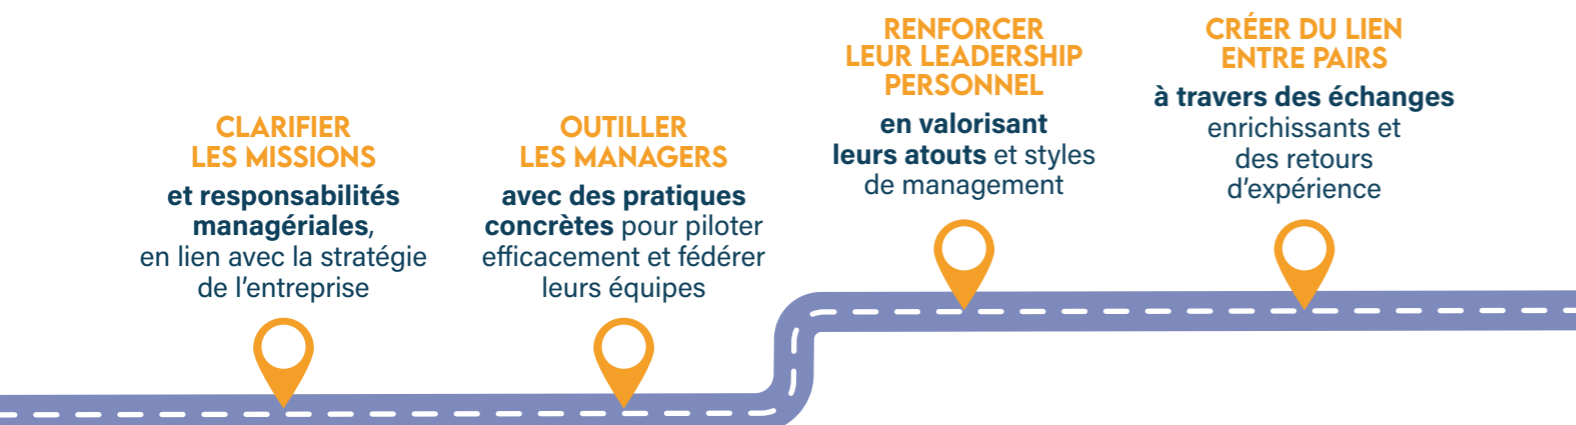 CLARIFIER
LES MISSIONS
et responsabilités
managériales,
en lien avec la stratégie
de l’entreprise
OUTILLER
LES MANAGERS
avec des pratiques
concrètes pour piloter
efficacement et fédérer
leurs équipes
RENFORCER
LEUR LEADERSHIP
PERSONNEL
en valorisant
leurs atouts et styles
de management
CRÉER DU LIEN
ENTRE PAIRS
à travers des échanges
enrichissants et
des retours
d’expérience